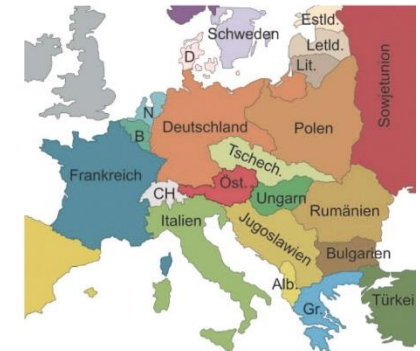 Estld.
Schweden
Letld.
D
Lit.
Sowjetunion
N
Deutschland
Polen
B
Tschech.
Frankreich
Öst.
CH
Ungarn
Italien
Rumänien
Jugoslawien
Bulgarien
Alb.
Gr.
Türkei